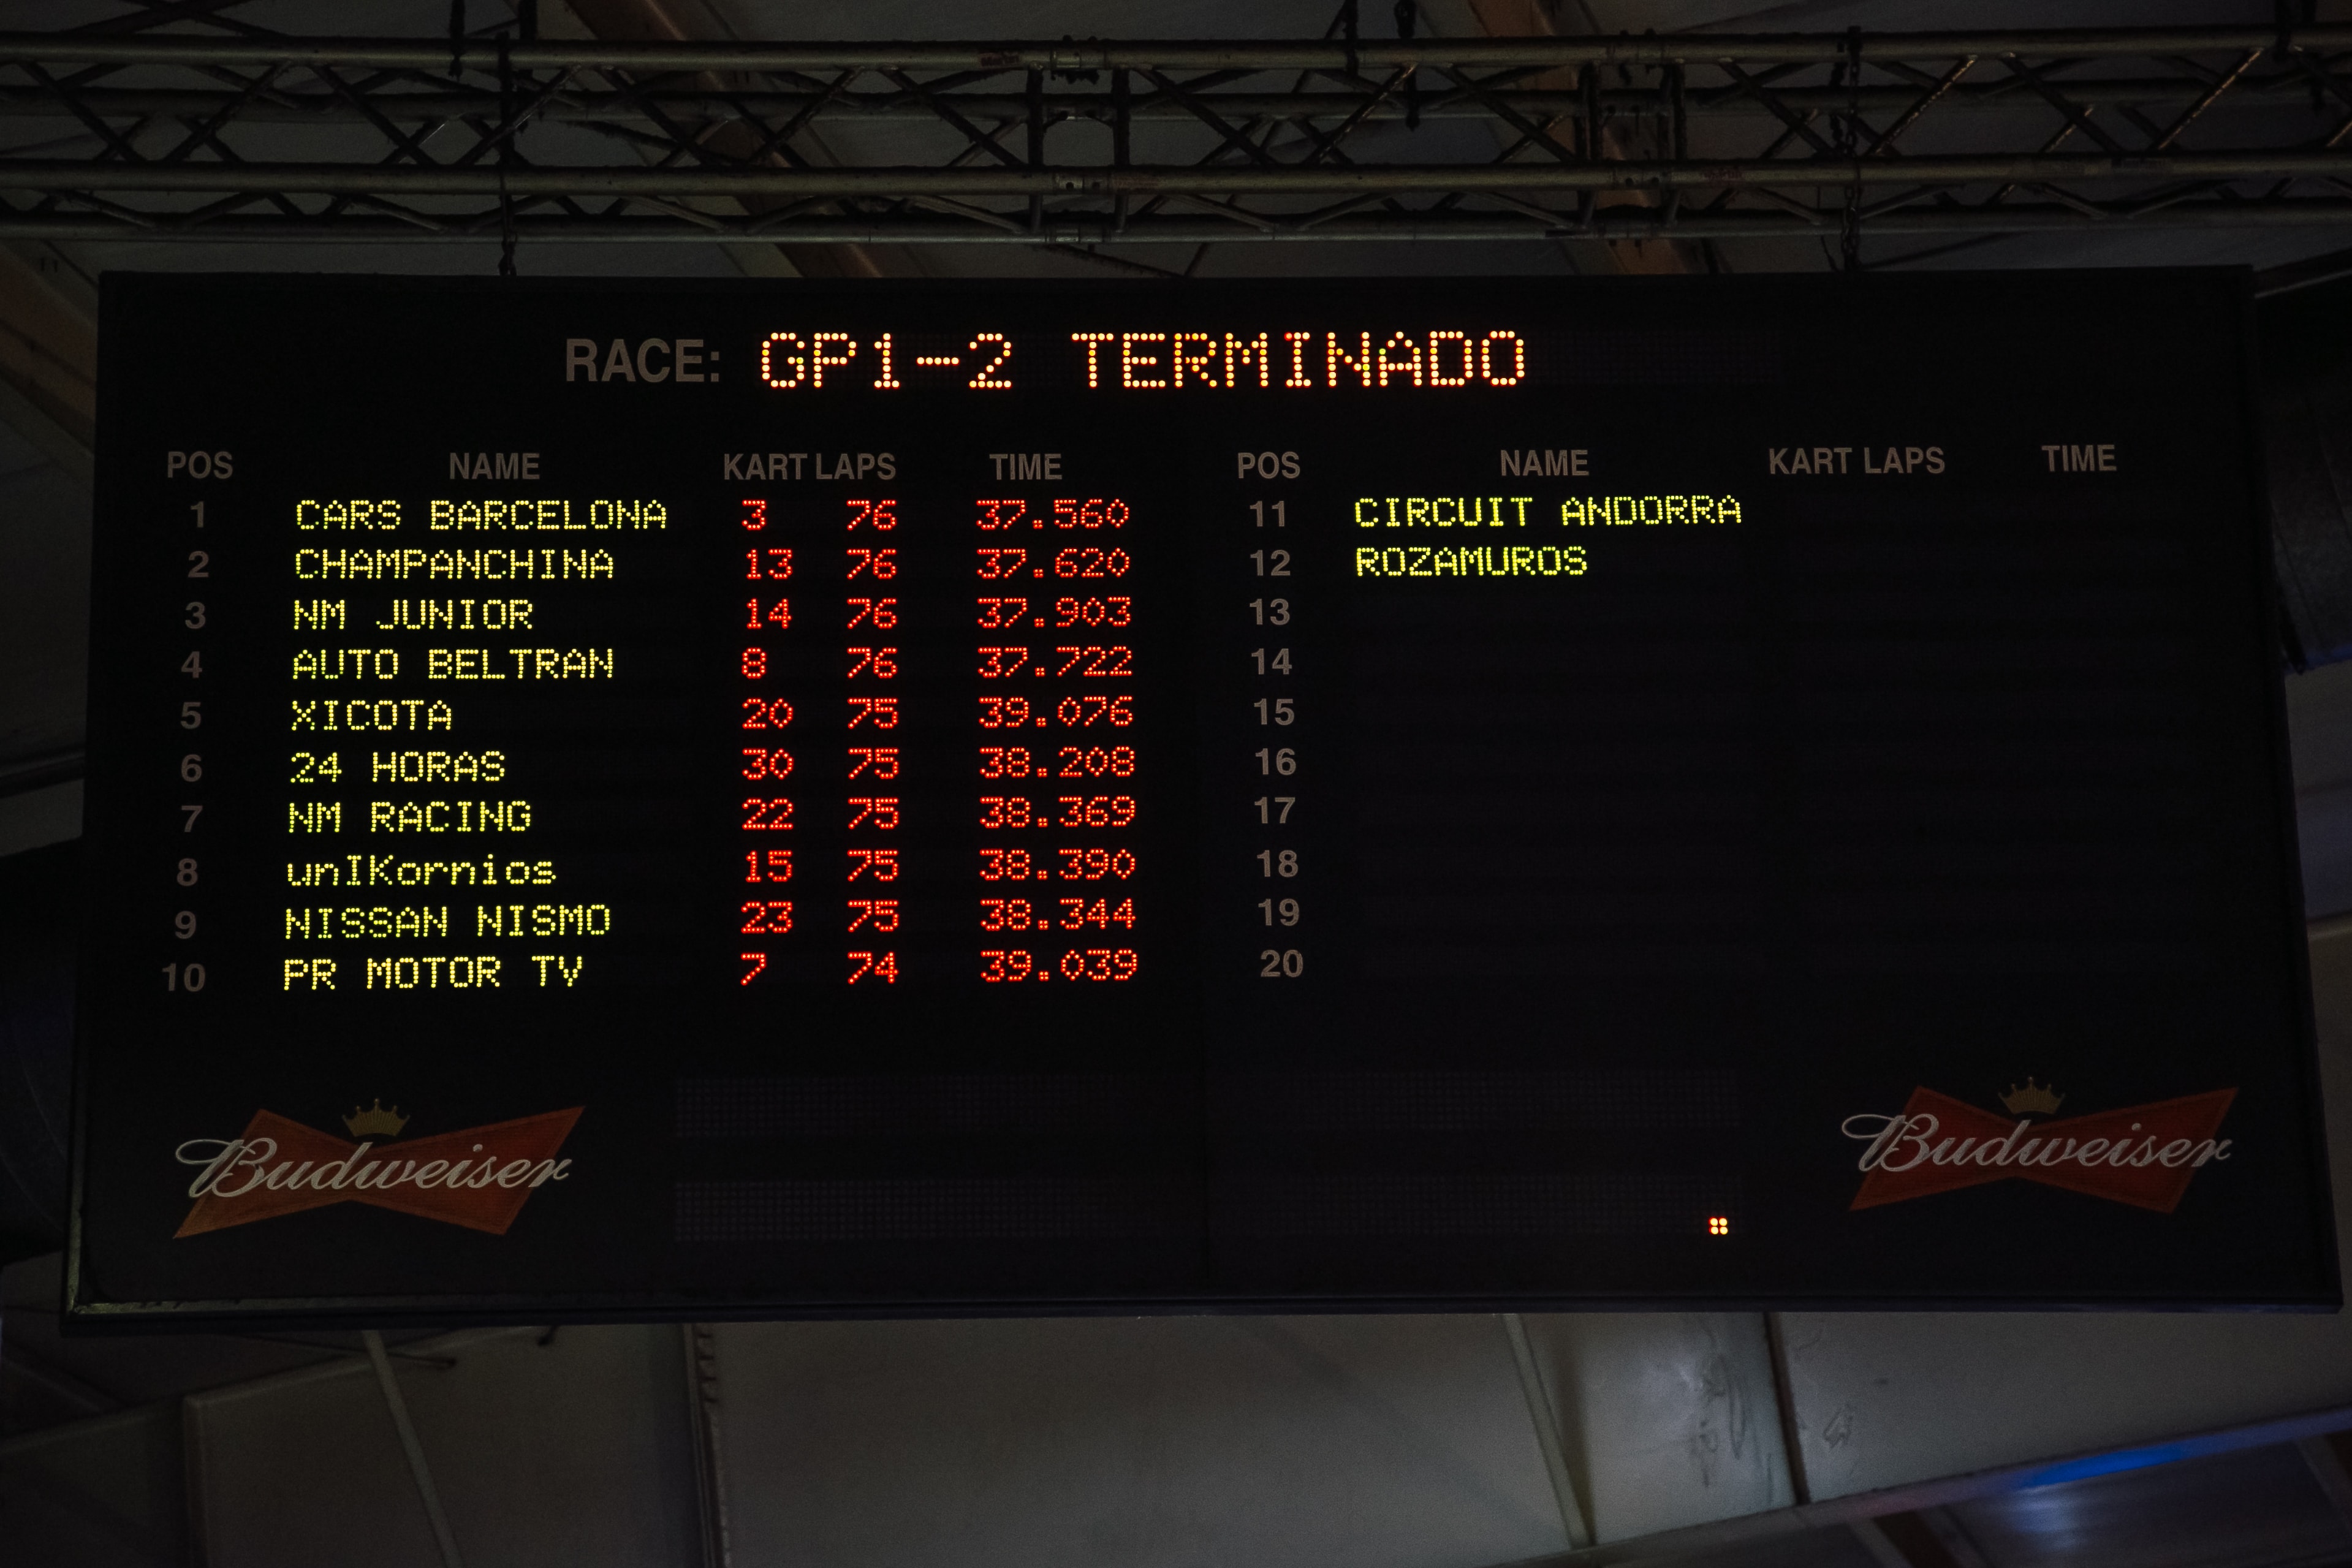 RACE: GP1-2 TERMINADO
POS NAME KART LAPS TIME
1 CARS BARCELONA 3 76 37.560
2 CHAMPANCHINA 13 76 37.620
3 NM JUNIOR 14 76 37.903
4 AUTO BELTRAN 8 76 37.722
5 XICOTA 20 75 39.076
6 24 HORAS 30 75 38.208
7 NM RACING 22 75 38.369
8 unIKornios 15 75 38.390
9 NISSAN NISMO 23 75 38.344
10 PR MOTOR TV 7 74 39.039
POS NAME KART LAPS TIME
11 CIRCUIT ANDORRA
12 ROZAMUROS
13
14
15
16
17
18
19
20
Budweiser
Budweiser